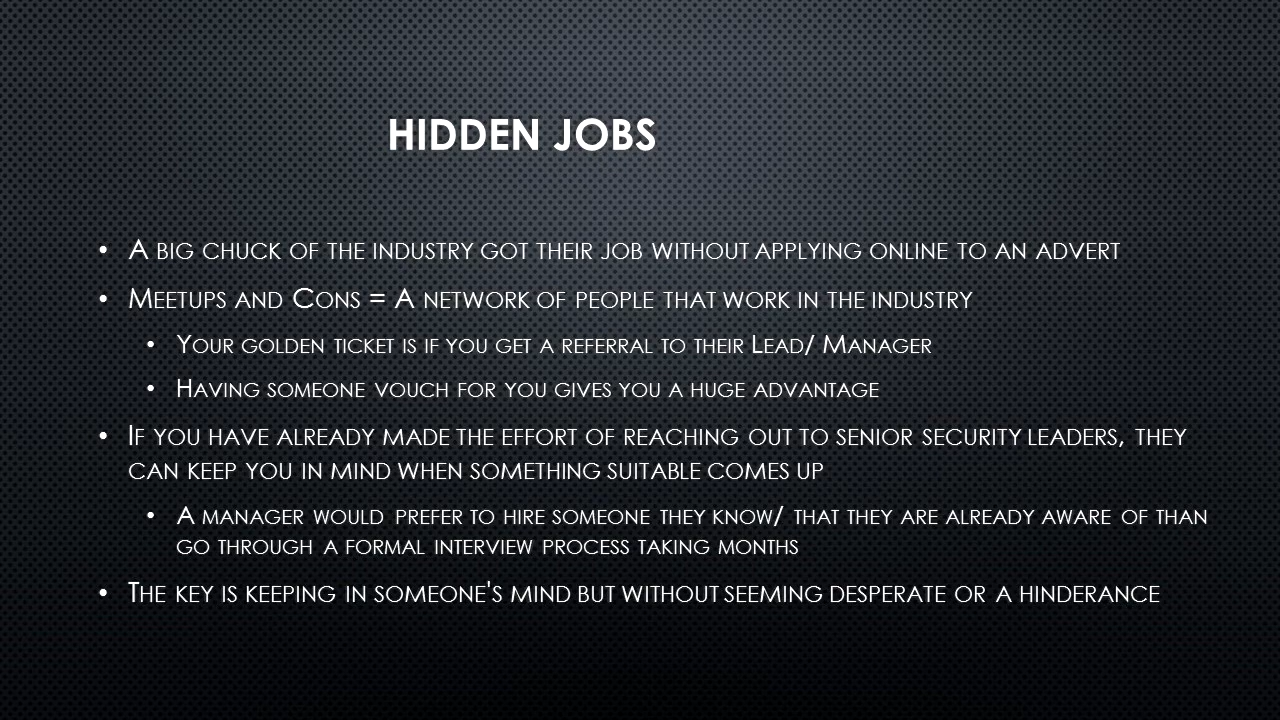 HIDDEN JOBS
• A BIG CHUCK OF THE INDUSTRY GOT THEIR JOB WITHOUT APPLYING ONLINE TO AN ADVERT
• MEETUPS AND CONS = A NETWORK OF PEOPLE THAT WORK IN THE INDUSTRY
• YOUR GOLDEN TICKET IS IF YOU GET A REFERRAL TO THEIR LEAD/ MANAGER
• HAVING SOMEONE VOUCH FOR YOU GIVES YOU A HUGE ADVANTAGE
• IF YOU HAVE ALREADY MADE THE EFFORT OF REACHING OUT TO SENIOR SECURITY LEADERS, THEY
CAN KEEP YOU IN MIND WHEN SOMETHING SUITABLE COMES UP
• A MANAGER WOULD PREFER TO HIRE SOMEONE THEY KNOW/ THAT THEY ARE ALREADY AWARE OF THAN
GO THROUGH A FORMAL INTERVIEW PROCESS TAKING MONTHS
• THE KEY IS KEEPING IN SOMEONE'S MIND BUT WITHOUT SEEMING DESPERATE OR A HINDERANCE